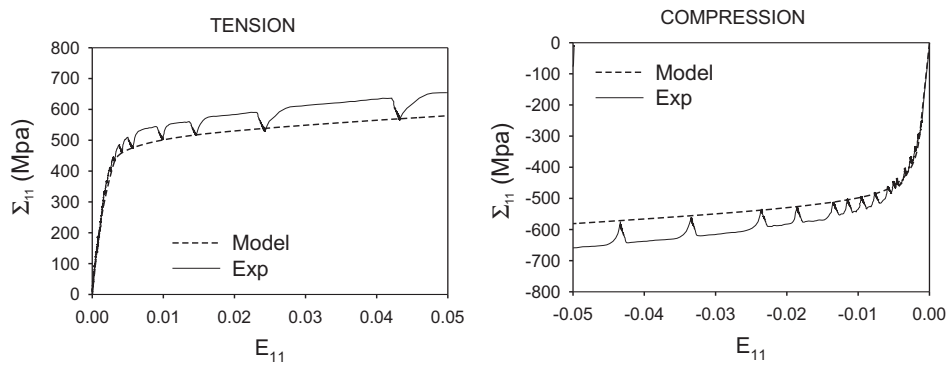 TENSION
800
700
600
500
400
300
200
100
0
Σ11 (Mpa)
Model
Exp
0.00 0.01 0.02 0.03 0.04 0.05
E11
COMPRESSION
0
-100
-200
-300
-400
-500
-600
-700
-800
Σ11 (Mpa)
Model
Exp
-0.05 -0.04 -0.03 -0.02 -0.01 0.00
E11